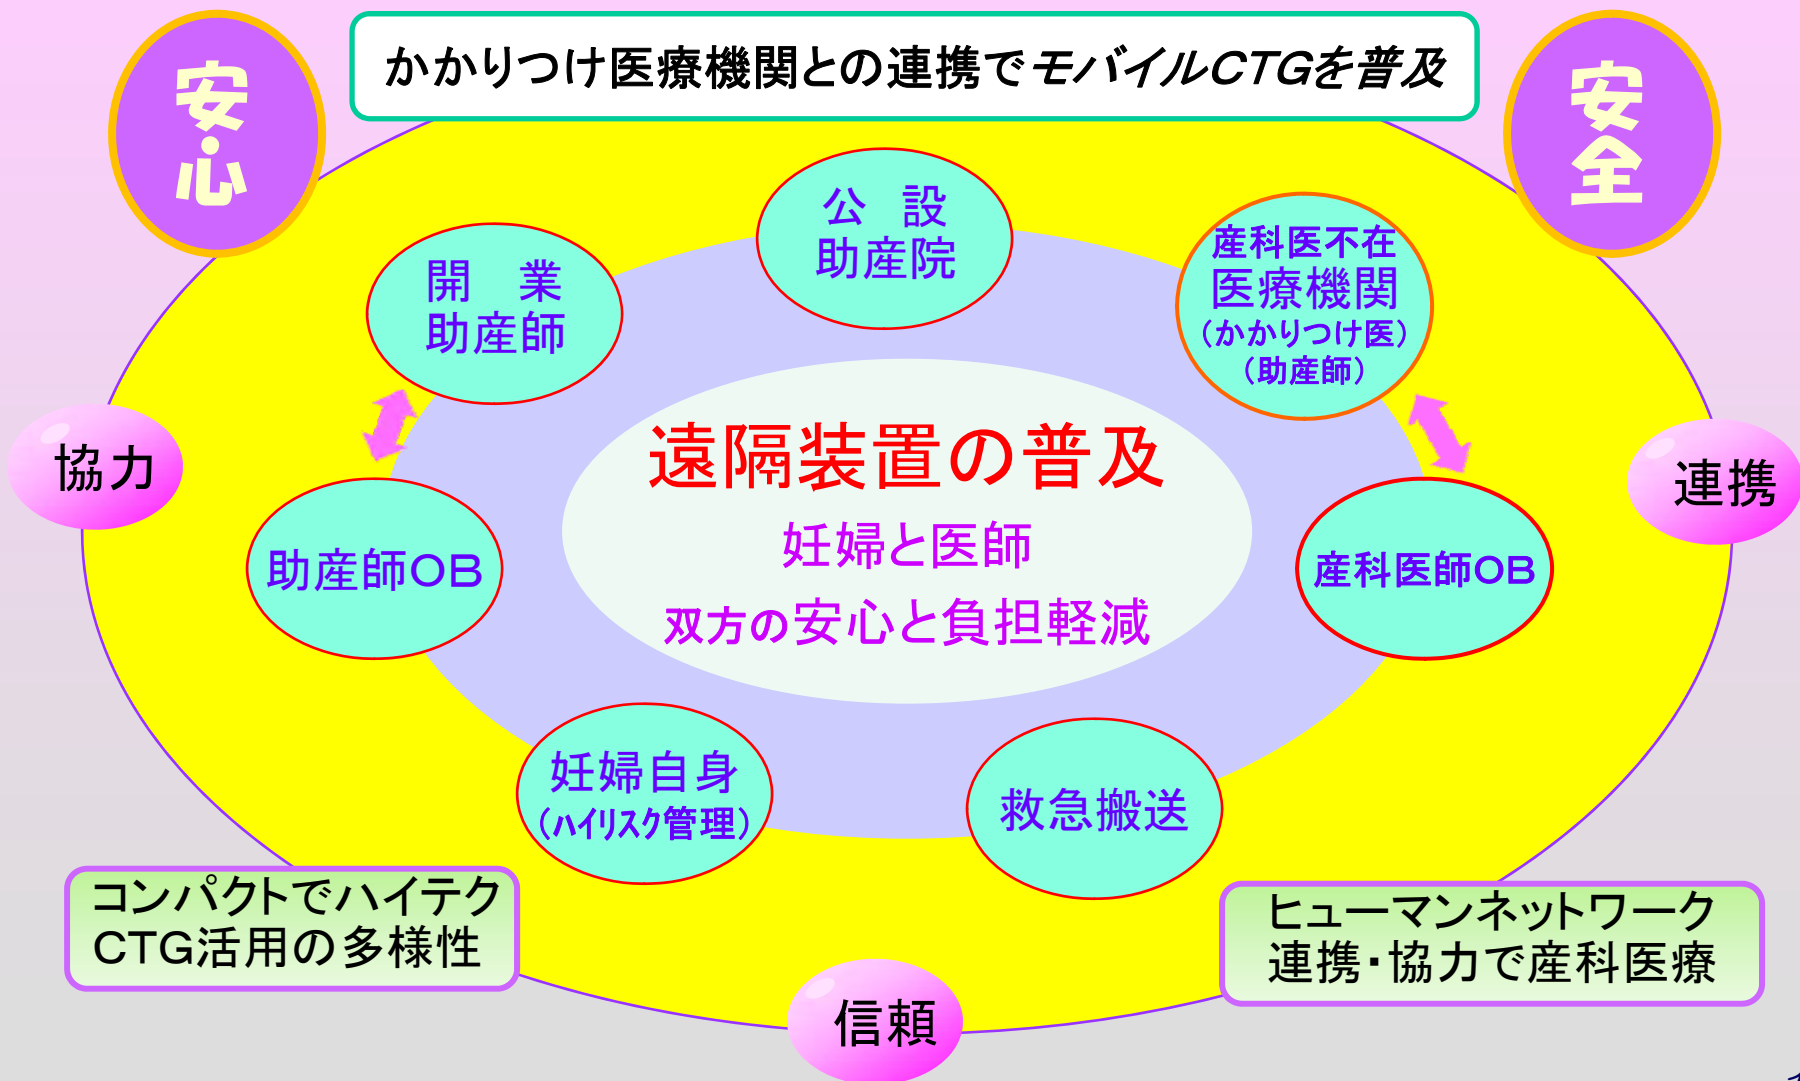 かかりつけ医療機関との連携でモバイルCTGを普及
安心
安全
公 設
助産院
開 業
助産師
産科医不在
医療機関
(かかりつけ医)
(助産師)
遠隔装置の普及
妊婦と医師
双方の安心と負担軽減
協力
連携
助産師OB
産科医師OB
妊婦自身
(ハイリスク管理)
救急搬送
コンパクトでハイテク
CTG活用の多様性
ヒューマンネットワーク
連携・協力で産科医療
信頼